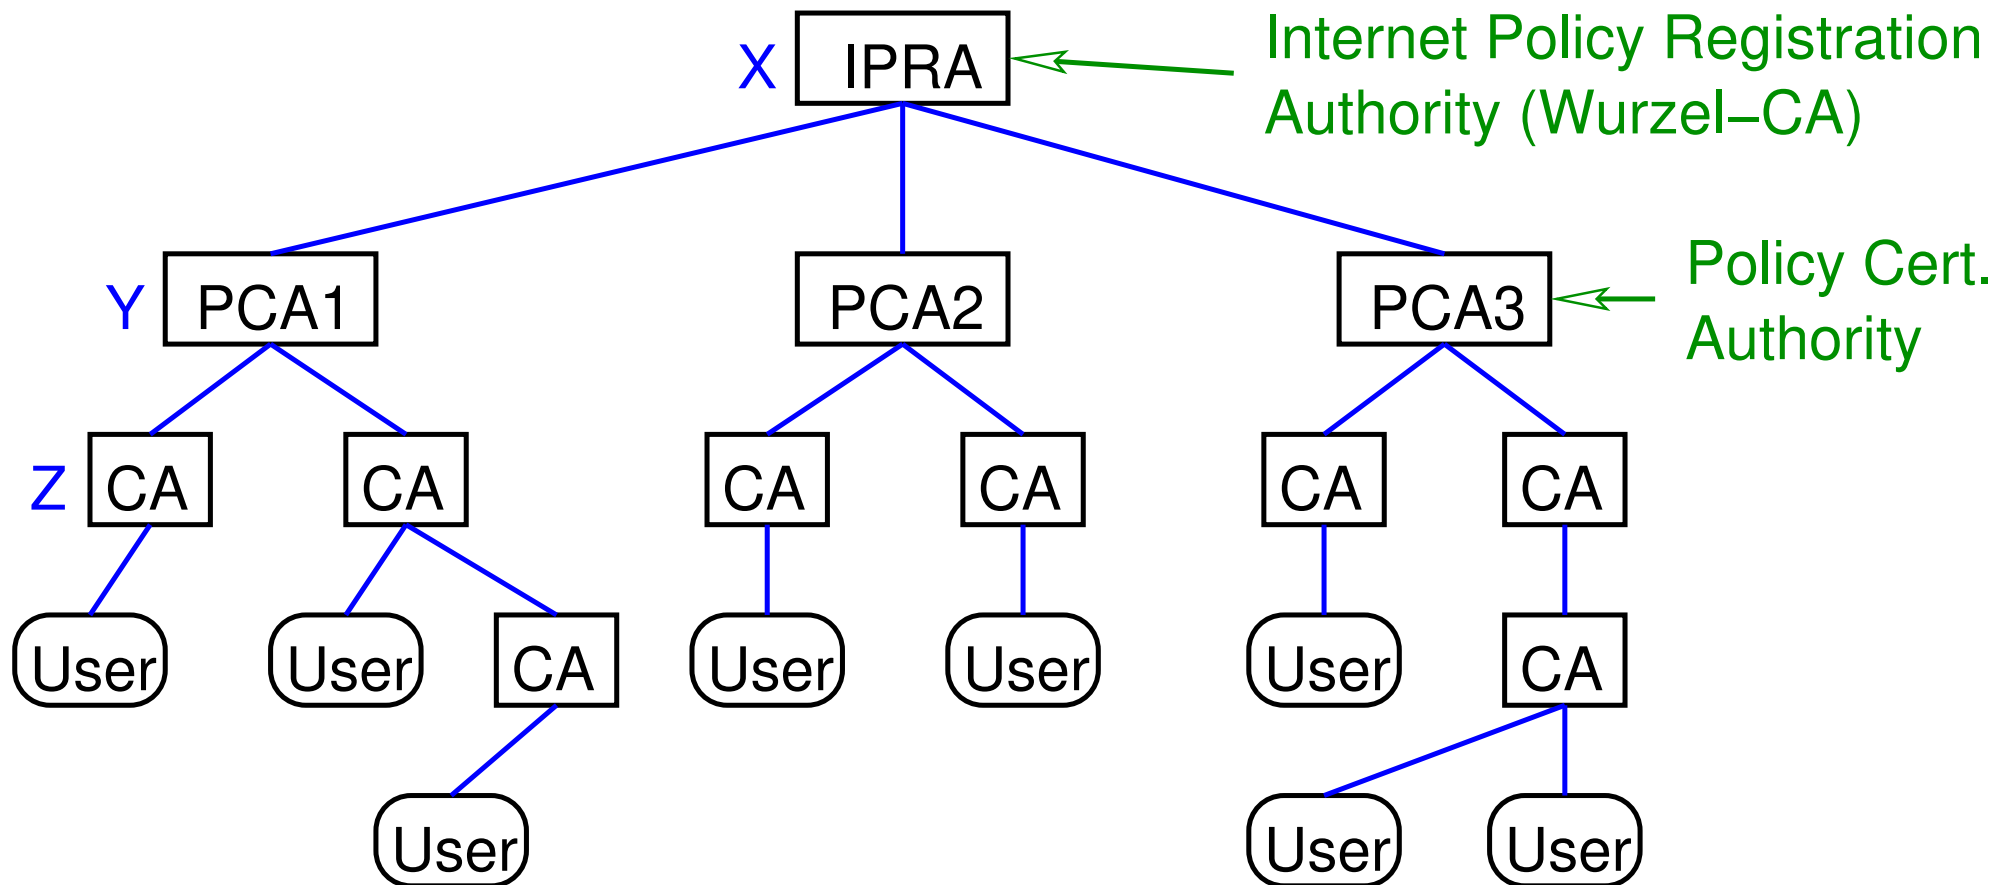 X
IPRA
Internet Policy Registration
Authority (Wurzel–CA)
Y
PCA1
PCA2
PCA3
Policy Cert.
Authority
Z
CA
CA
CA
CA
CA
CA
User
User
CA
User
User
User
CA
User
User
User